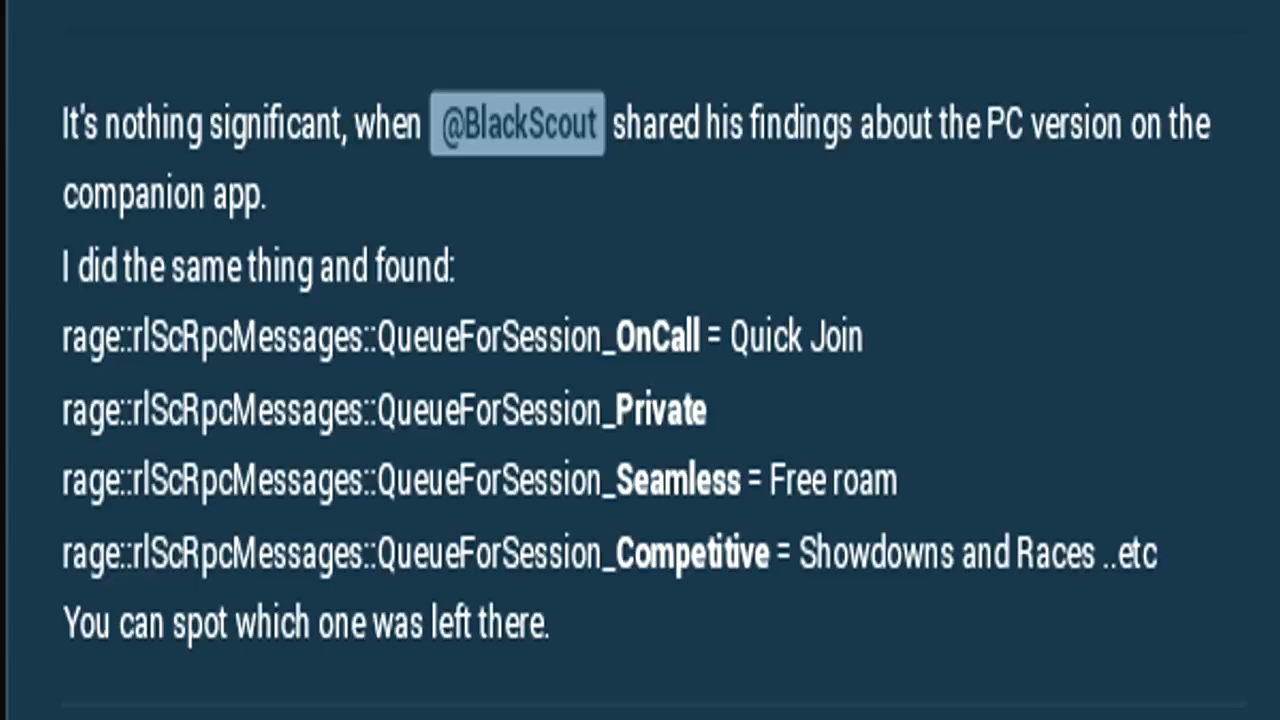 It's nothing significant, when @BlackScout shared his findings about the PC version on the
companion app.
I did the same thing and found:
rage::rlScRpcMessages::QueueForSession_OnCall = Quick Join
rage::rlScRpcMessages::QueueForSession_Private
rage::rlScRpcMessages::QueueForSession_Seamless = Free roam
rage::rlScRpcMessages::QueueForSession_Competitive = Showdowns and Races ..etc
You can spot which one was left there.